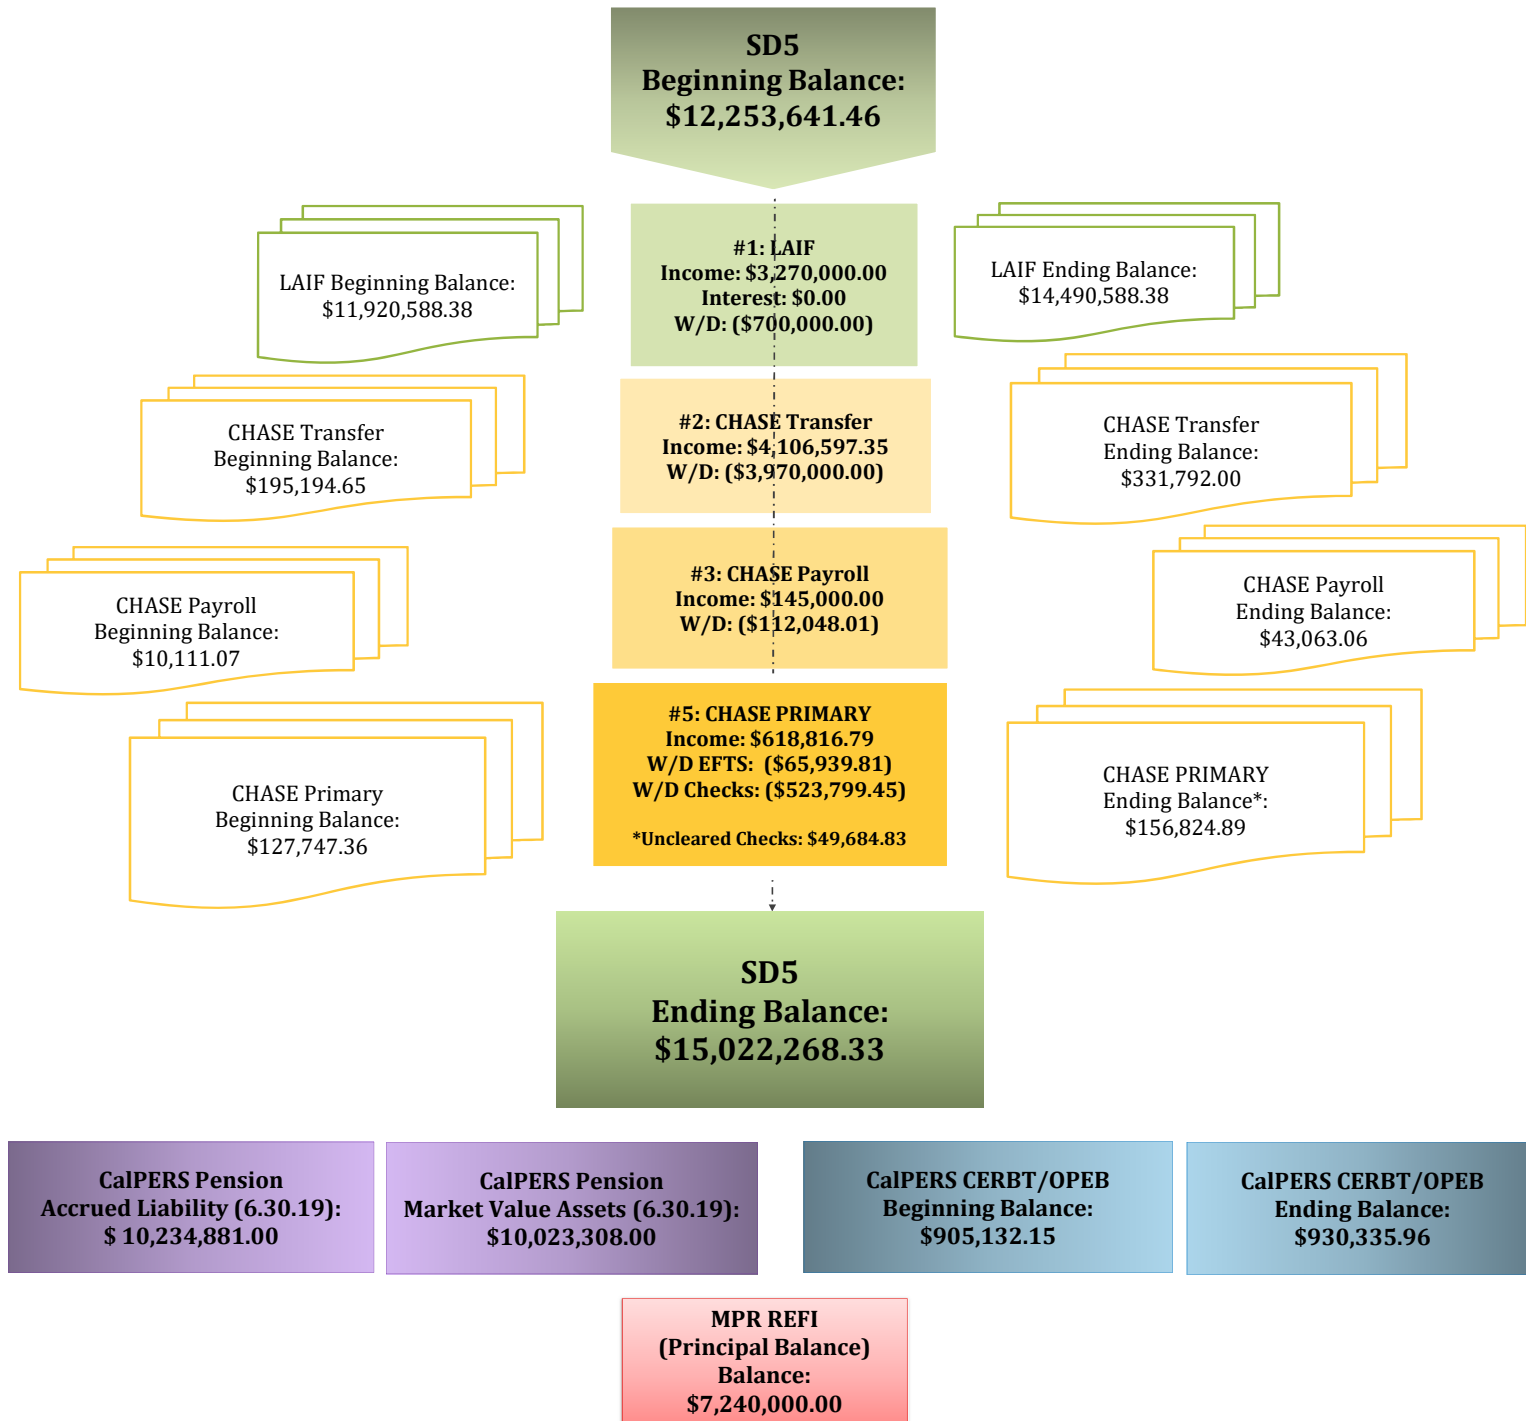 SD5
Beginning Balance:
$12,253,641.46
LAIF Beginning Balance:
$11,920,588.38
#1: LAIF
Income: $3,270,000.00
Interest: $0.00
W/D: ($700,000.00)
LAIF Ending Balance:
$14,490,588.38
CHASE Transfer
Beginning Balance:
$195,194.65
#2: CHASE Transfer
Income: $4,106,597.35
W/D: ($3,970,000.00)
CHASE Transfer
Ending Balance:
$331,792.00
CHASE Payroll
Beginning Balance:
$10,111.07
#3: CHASE Payroll
Income: $145,000.00
W/D: ($112,048.01)
CHASE Payroll
Ending Balance:
$43,063.06
CHASE Primary
Beginning Balance:
$127,747.36
#5: CHASE PRIMARY
Income: $618,816.79
W/D EFTS:  ($65,939.81)
W/D Checks: ($523,799.45)
*Uncleared Checks: $49,684.83
CHASE PRIMARY
Ending Balance*:
$156,824.89
SD5
Ending Balance:
$15,022,268.33
CalPERS Pension
Accrued Liability (6.30.19):
$ 10,234,881.00
CalPERS Pension
Market Value Assets (6.30.19):
$10,023,308.00
CalPERS CERBT/OPEB
Beginning Balance:
$905,132.15
CalPERS CERBT/OPEB
Ending Balance:
$930,335.96
MPR REFI
(Principal Balance)
Balance:
$7,240,000.00